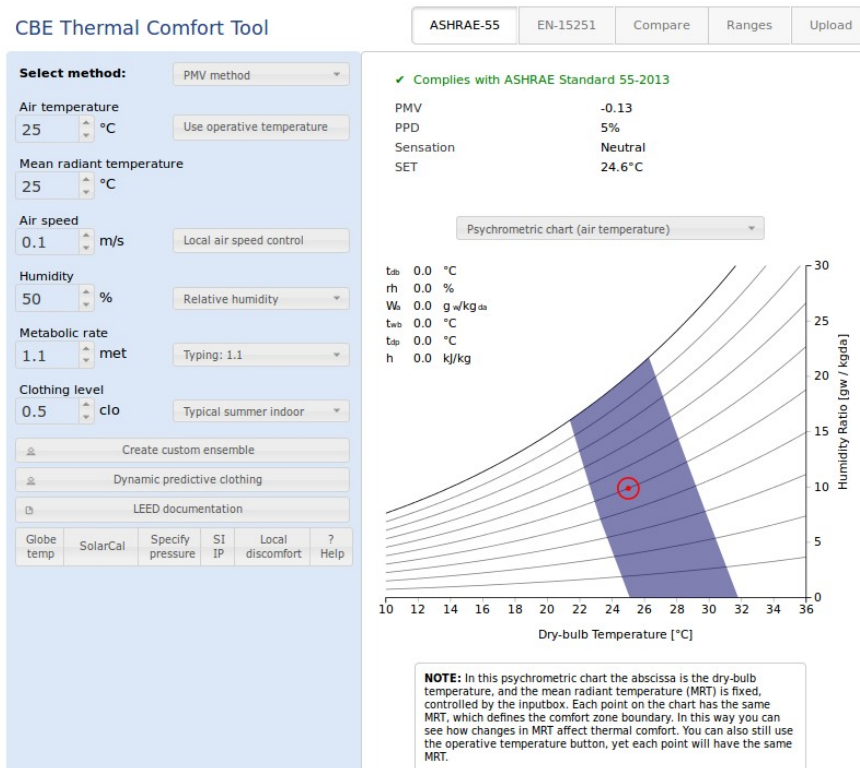 CBE Thermal Comfort Tool
ASHRAE-55
EN-15251
Compare
Ranges
Upload
Select method:
PMV method
Air temperature
25 °C
Use operative temperature
Mean radiant temperature
25 °C
Air speed
0.1 m/s
Local air speed control
Humidity
50 %
Relative humidity
Metabolic rate
1.1 met
Typing: 1.1
Clothing level
0.5 clo
Typical summer indoor
Create custom ensemble
Dynamic predictive clothing
LEED documentation
Globe temp
SolarCal
Specify pressure
SI IP
Local discomfort
? Help
✔ Complies with ASHRAE Standard 55-2013
PMV -0.13
PPD 5%
Sensation Neutral
SET 24.6°C
Psychrometric chart (air temperature)
tdb 0.0 °C
rh 0.0 %
Wa 0.0 g w/kg da
twb 0.0 °C
tdp 0.0 °C
h 0.0 kJ/kg
30
25
20
15
10
5
0
Humidity Ratio [gw / kgda]
10 12 14 16 18 20 22 24 26 28 30 32 34 36
Dry-bulb Temperature [°C]
NOTE: In this psychrometric chart the abscissa is the dry-bulb
temperature, and the mean radiant temperature (MRT) is fixed,
controlled by the inputbox. Each point on the chart has the same
MRT, which defines the comfort zone boundary. In this way you can
see how changes in MRT affect thermal comfort. You can also still use
the operative temperature button, yet each point will have the same
MRT.